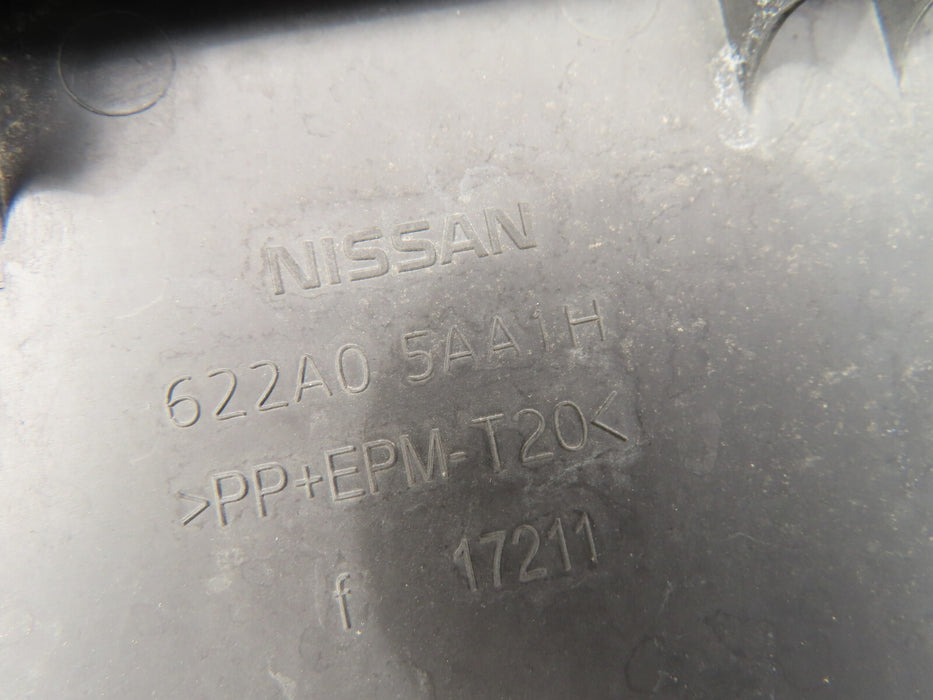 NISSAN
622A0 5AA1H
>PP+EPM-T20<
f 17211